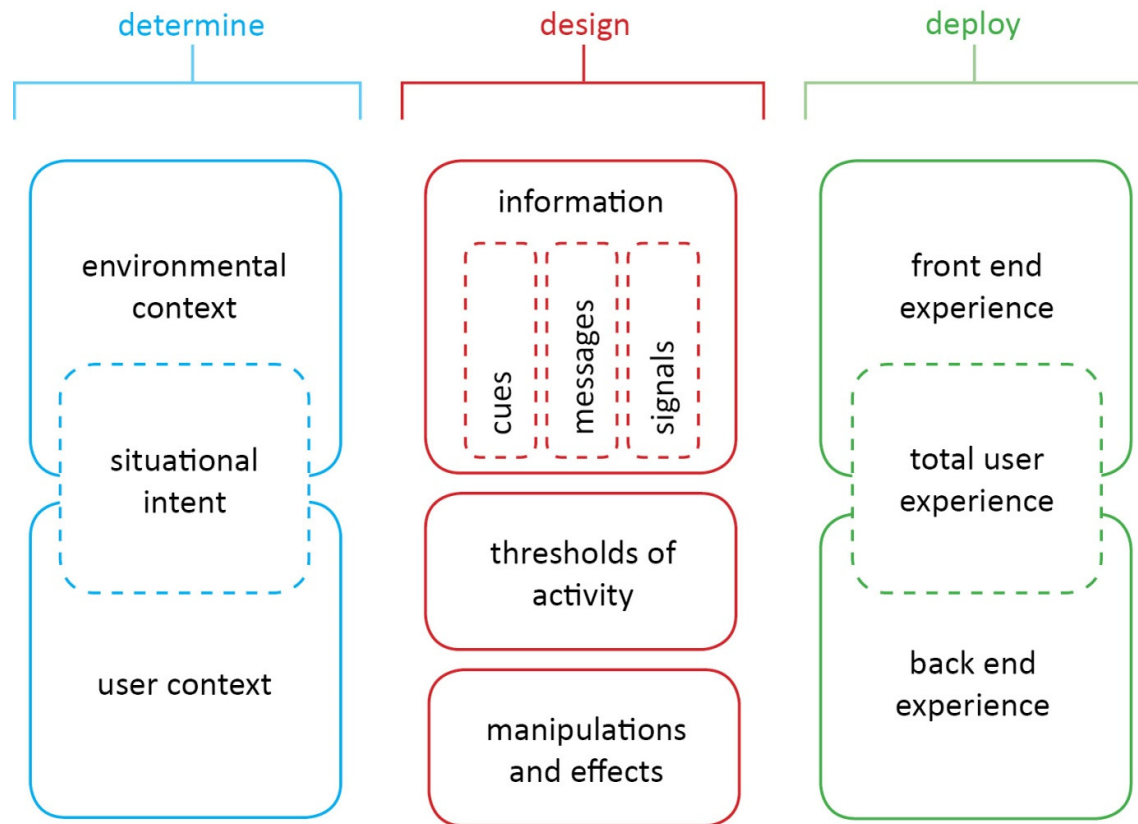 determine
design
deploy
environmental
context
situational
intent
user context
information
cues
messages
signals
thresholds of
activity
manipulations
and effects
front end
experience
total user
experience
back end
experience